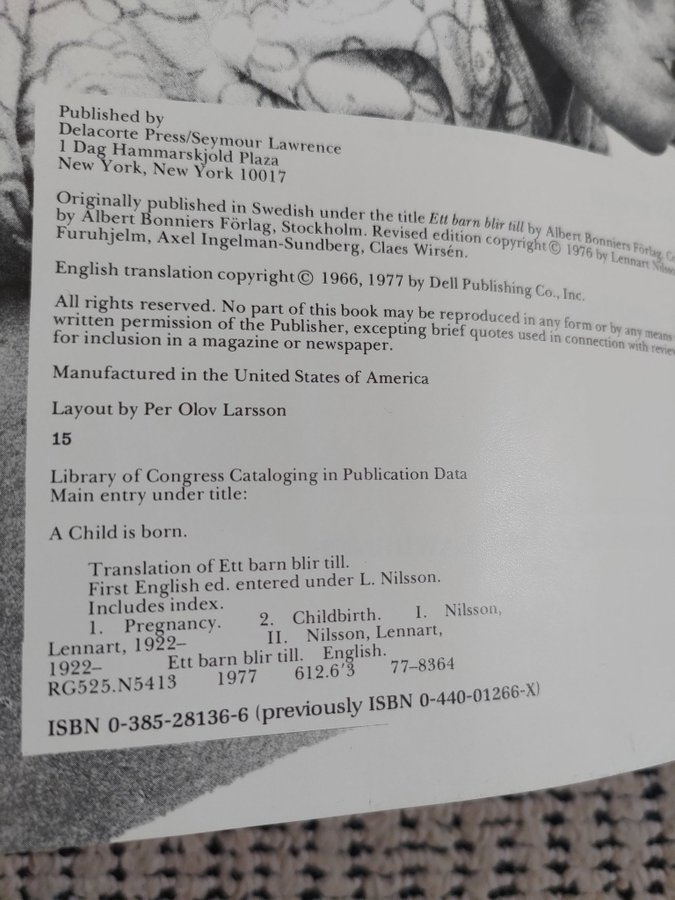 Published by
Delacorte Press/Seymour Lawrence
1 Dag Hammarskjold Plaza
New York, New York 10017
Originally published in Swedish under the title Ett barn blir till by Albert Bonniers Förlag,
by Albert Bonniers Förlag, Stockholm. Revised edition copyright © 1976 by Lennart Nilsson
Furuhjelm, Axel Ingelman-Sundberg, Claes Wirsén.
English translation copyright © 1966, 1977 by Dell Publishing Co., Inc.
All rights reserved. No part of this book may be reproduced in any form or by any means
written permission of the Publisher, excepting brief quotes used in connection with
for inclusion in a magazine or newspaper.
Manufactured in the United States of America
Layout by Per Olov Larsson
15
Library of Congress Cataloging in Publication Data
Main entry under title:
A Child is born.
Translation of Ett barn blir till.
First English ed. entered under L. Nilsson.
Includes index.
1. Pregnancy. 2. Childbirth. I. Nilsson,
Lennart, 1922– II. Nilsson, Lennart,
1922– Ett barn blir till. English.
RG525.N5413 1977 612.6'3 77-8364
ISBN 0-385-28136-6 (previously ISBN 0-440-01266-X)